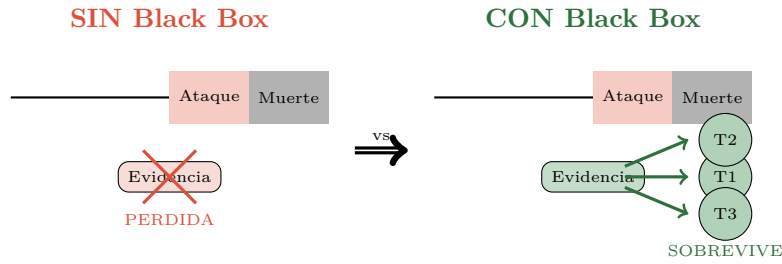 SIN Black Box
Ataque
Muerte
Evidencia
PERDIDA
vs
CON Black Box
Ataque
Muerte
Evidencia
T2
T1
T3
SOBREVIVE